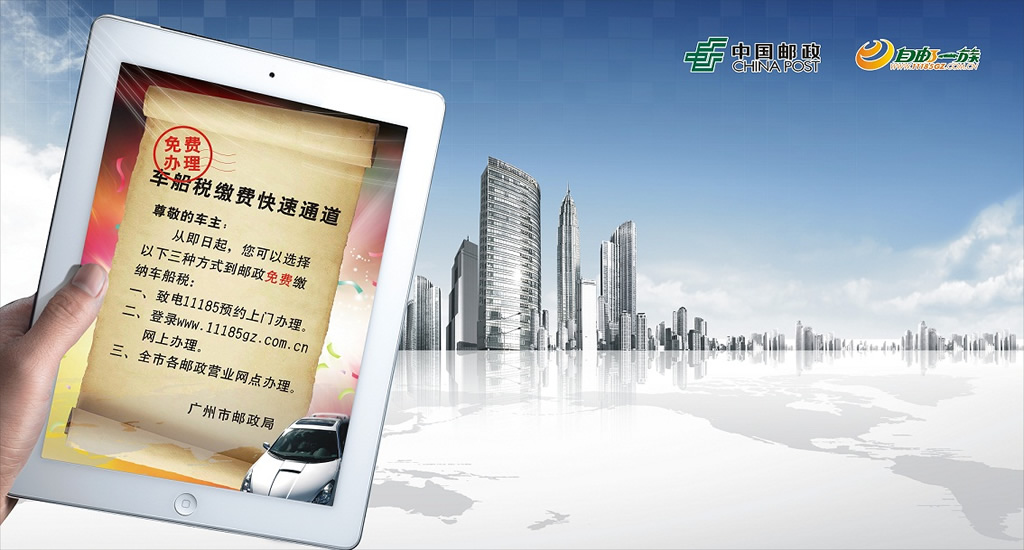 中国邮政
CHINA POST
自由一族
WWW.11185GZ.COM.CN
免费
办理
车船税缴费快速通道
尊敬的车主：
从即日起，您可以选择
以下三种方式到邮政免费缴
纳车船税：
一、致电11185预约上门办理。
二、登录www.11185gz.com.cn
网上办理。
三、全市各邮政营业网点办理。
广州市邮政局